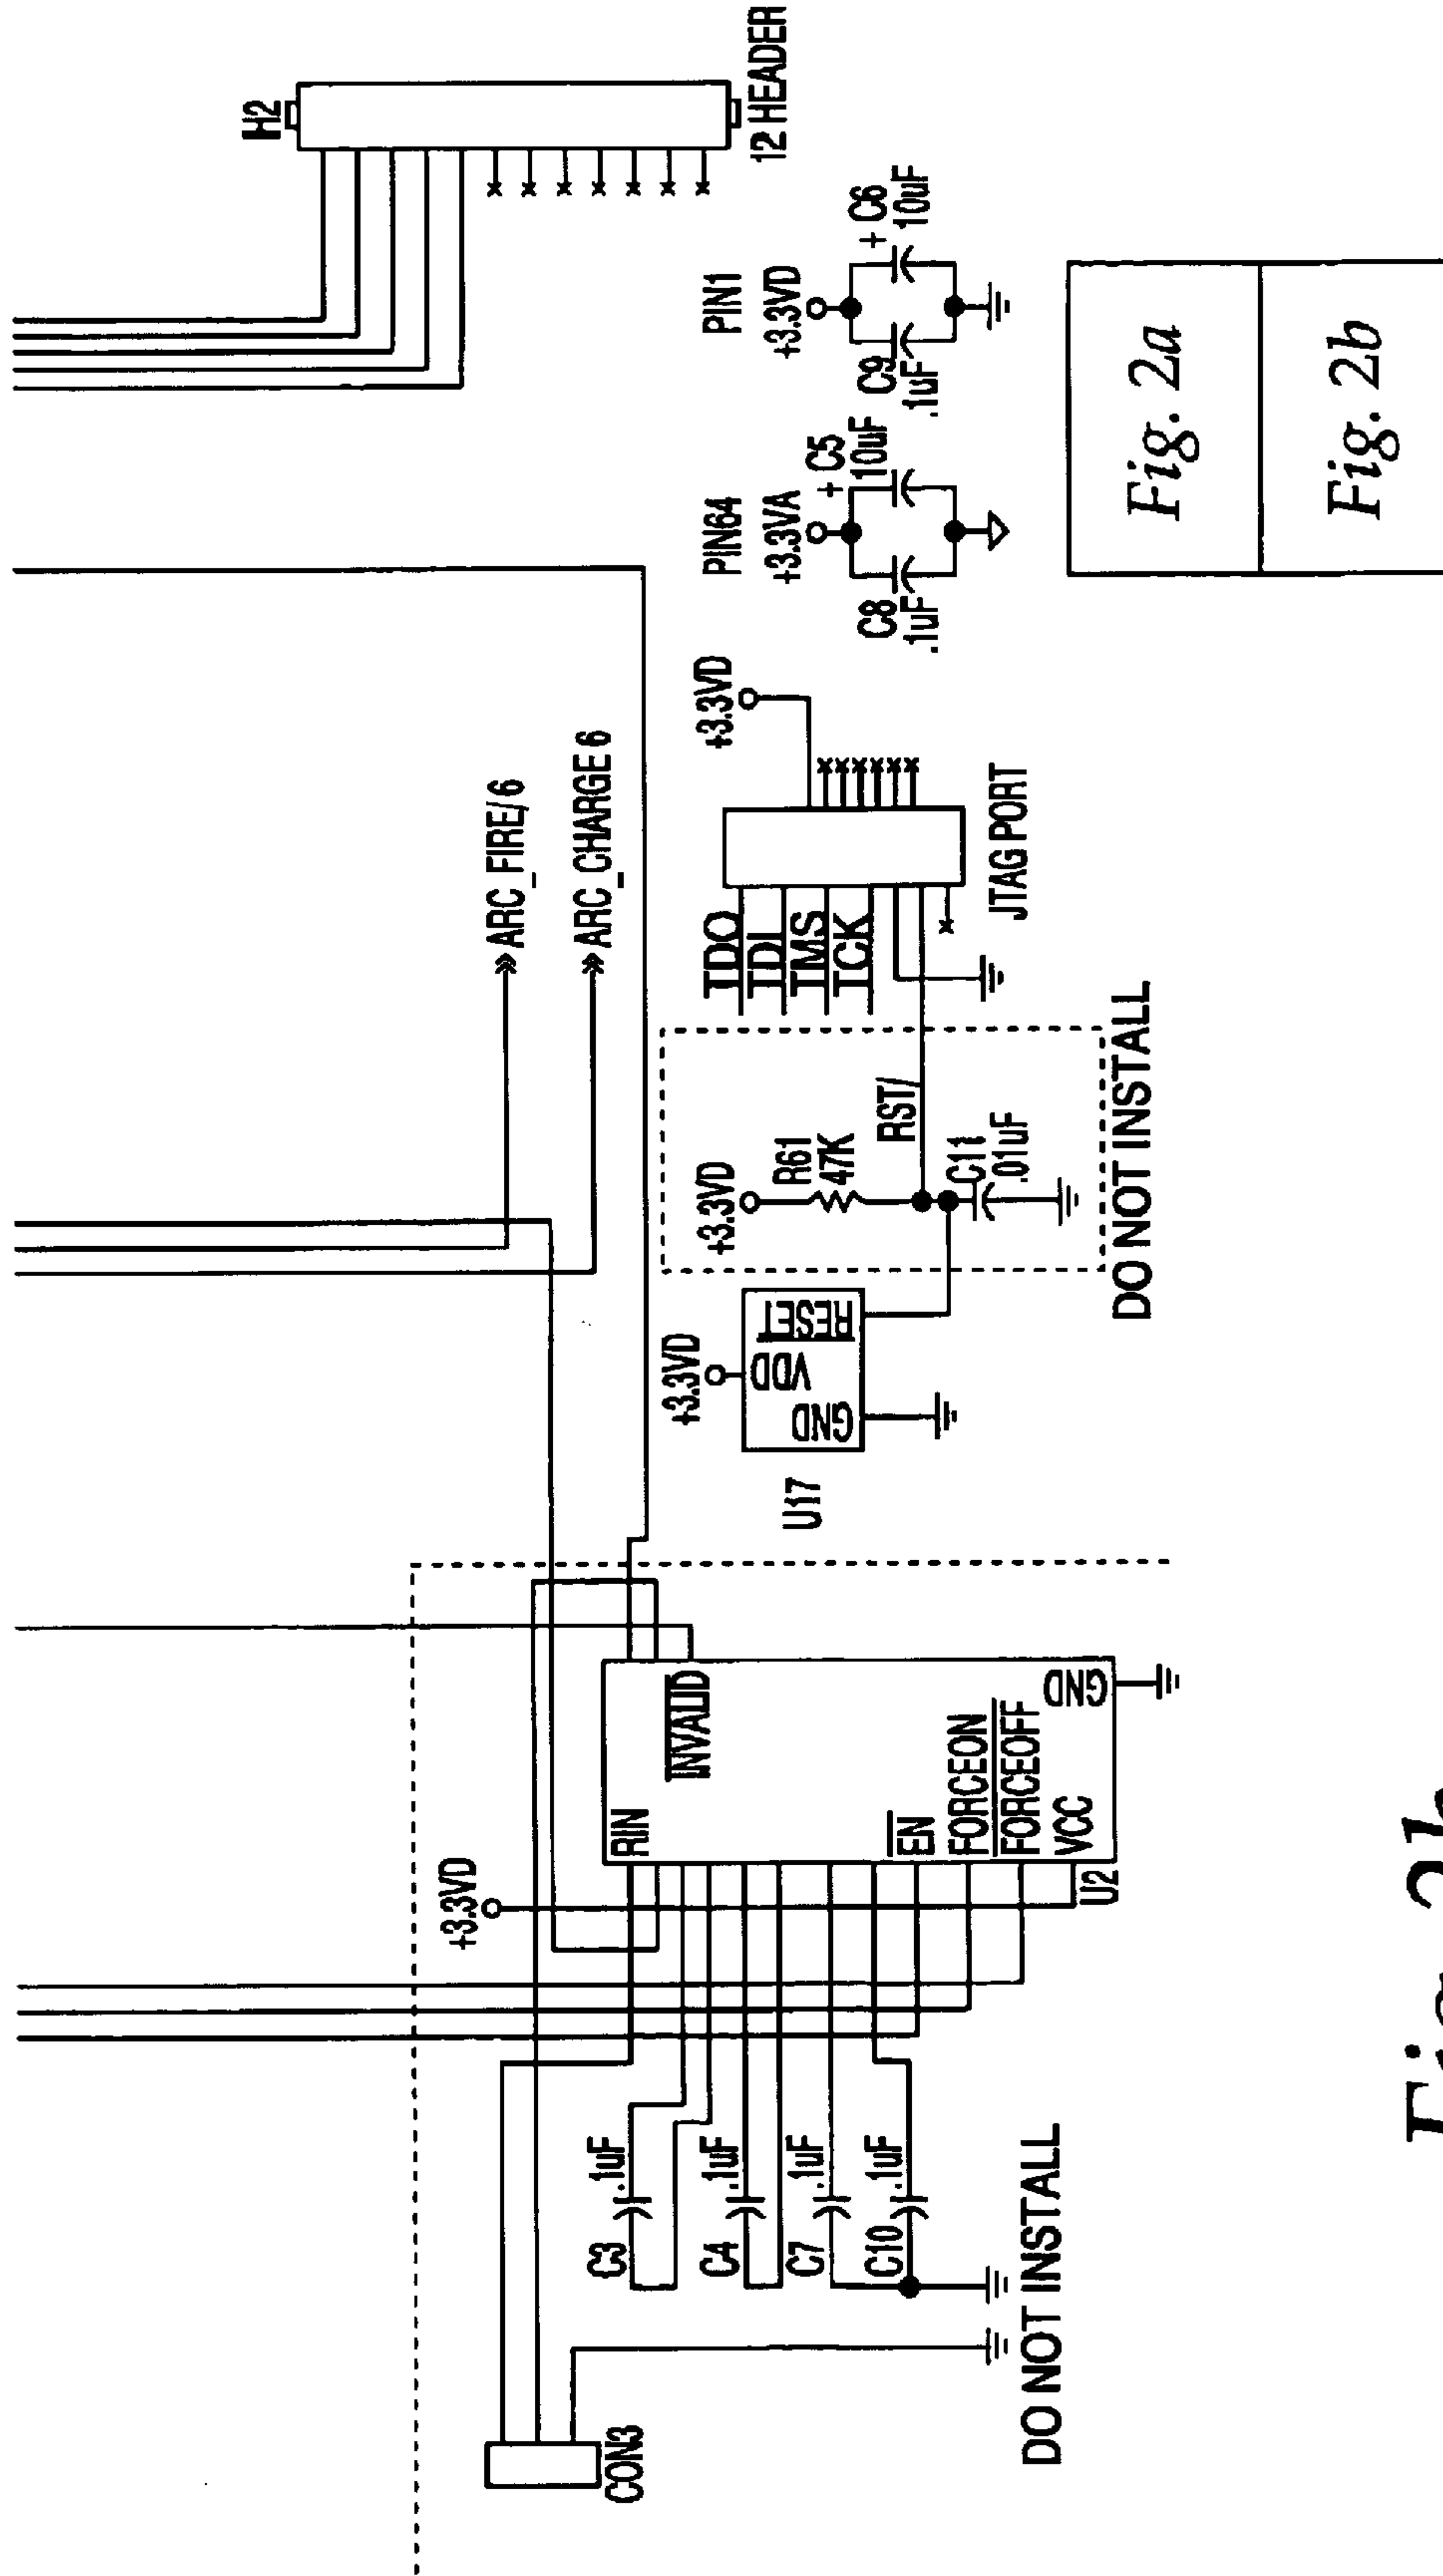 H2
12 HEADER
ARC_FIRE/ 6
ARC_CHARGE 6
PIN64
+3.3VA
+ C5
10uF
C8
.1uF
PIN1
+3.3VD
+ C6
10uF
C9
.1uF
+3.3VD
JTAG PORT
TDO
TDI
TMS
TCK
+3.3VD
R61
47K
RST/
C11
.01uF
DO NOT INSTALL
+3.3VD
VDD
RESET
GND
U17
+3.3VD
RIN
INVALID
EN
FORCEON
FORCEOFF
VCC
GND
U2
C3
.1uF
C4
.1uF
C7
.1uF
C10
.1uF
CON3
DO NOT INSTALL
Fig. 2a
Fig. 2b